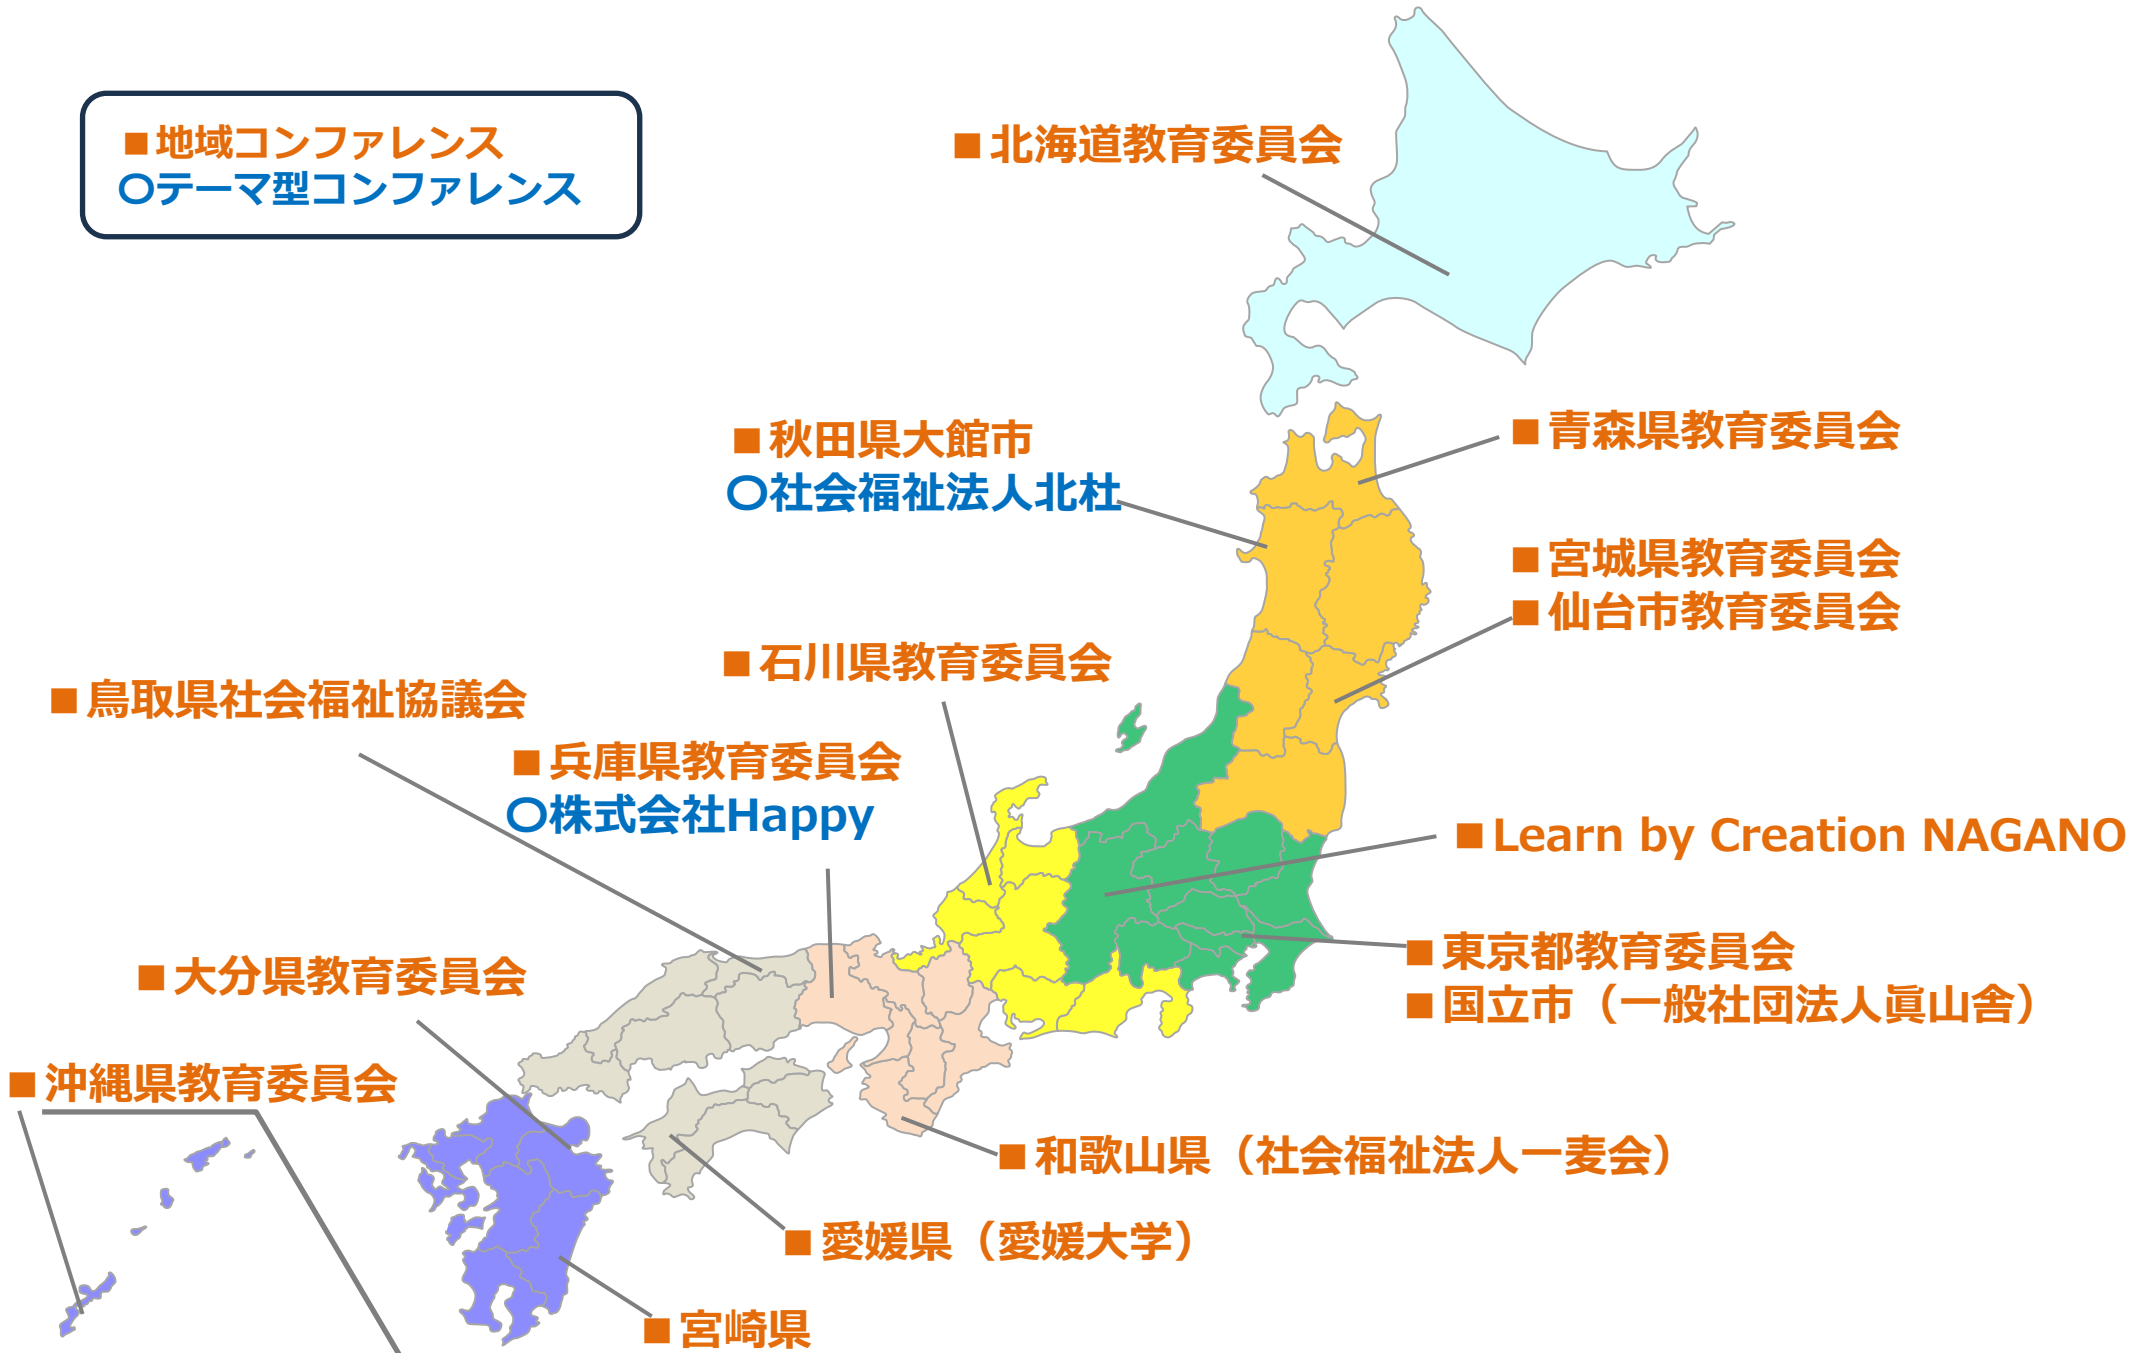 ■地域コンファレンス
〇テーマ型コンファレンス
■北海道教育委員会
■秋田県大館市
〇社会福祉法人北杜
■青森県教育委員会
■宮城県教育委員会
■仙台市教育委員会
■石川県教育委員会
■鳥取県社会福祉協議会
■兵庫県教育委員会
〇株式会社Happy
■Learn by Creation NAGANO
■東京都教育委員会
■国立市（一般社団法人眞山舎）
■大分県教育委員会
■沖縄県教育委員会
■和歌山県（社会福祉法人一麦会）
■愛媛県（愛媛大学）
■宮崎県